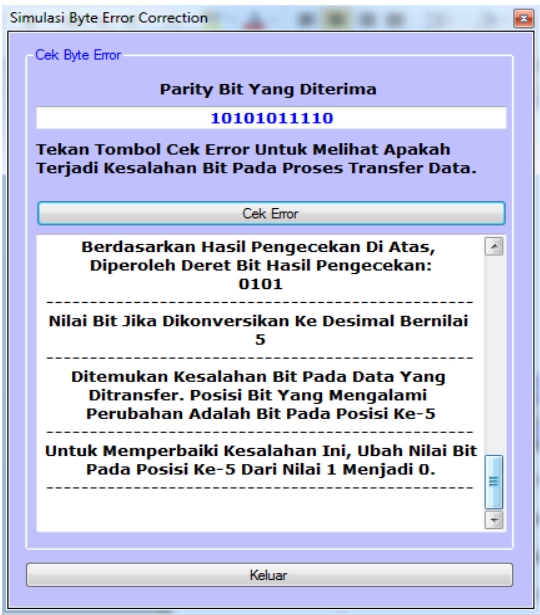 Simulasi Byte Error Correction
Cek Byte Error
Parity Bit Yang Diterima
10101011110
Tekan Tombol Cek Error Untuk Melihat Apakah
Terjadi Kesalahan Bit Pada Proses Transfer Data.
Cek Error
Berdasarkan Hasil Pengecekan Di Atas,
Diperoleh Deret Bit Hasil Pengecekan:
0101
------------------------------------------------
Nilai Bit Jika Dikonversikan Ke Desimal Bernilai
5
------------------------------------------------
Ditemukan Kesalahan Bit Pada Data Yang
Ditransfer. Posisi Bit Yang Mengalami
Perubahan Adalah Bit Pada Posisi Ke-5
------------------------------------------------
Untuk Memperbaiki Kesalahan Ini, Ubah Nilai Bit
Pada Posisi Ke-5 Dari Nilai 1 Menjadi 0.
------------------------------------------------
Keluar